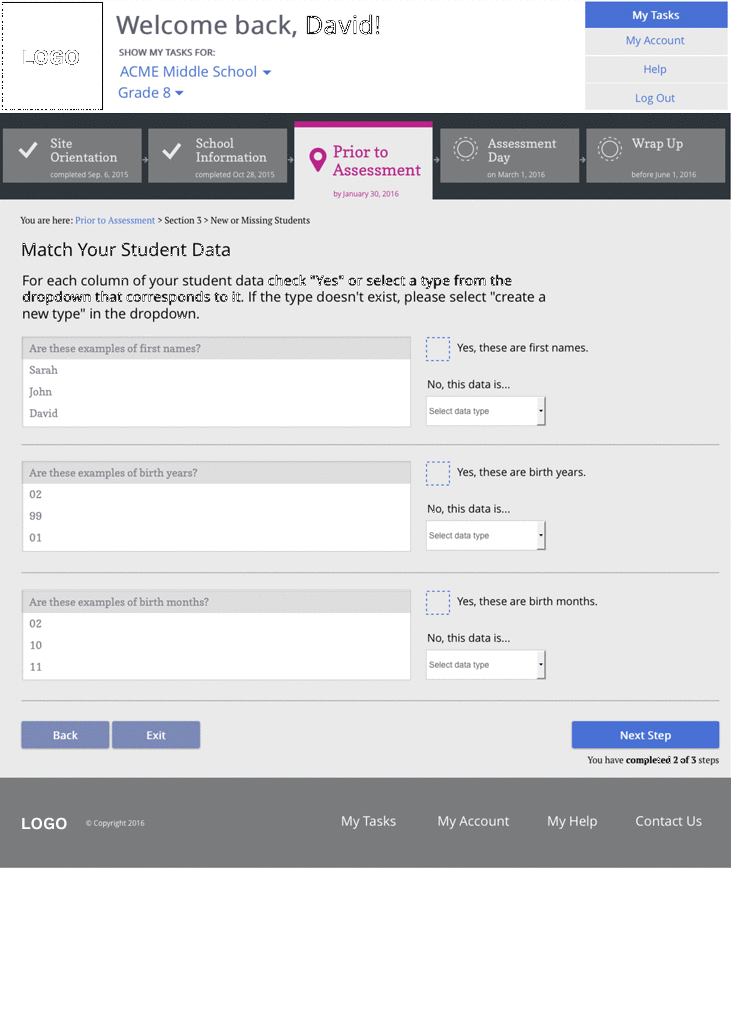 LOGO
Welcome back, David!
SHOW MY TASKS FOR:
ACME Middle School
Grade 8
My Tasks
My Account
Help
Log Out
Site Orientation
completed Sep. 6, 2015
School Information
completed Oct 28, 2015
Prior to Assessment
by January 30, 2016
Assessment Day
on March 1, 2016
Wrap Up
before June 1, 2016
You are here: Prior to Assessment > Section 3 > New or Missing Students
Match Your Student Data
For each column of your student data check "Yes" or select a type from the
dropdown that corresponds to it. If the type doesn't exist, please select "create a
new type" in the dropdown.
Are these examples of first names?
Sarah
John
David
Yes, these are first names.
No, this data is...
Select data type
Are these examples of birth years?
02
99
01
Yes, these are birth years.
No, this data is...
Select data type
Are these examples of birth months?
02
10
11
Yes, these are birth months.
No, this data is...
Select data type
Back
Exit
Next Step
You have completed 2 of 3 steps
LOGO
© Copyright 2016
My Tasks
My Account
My Help
Contact Us